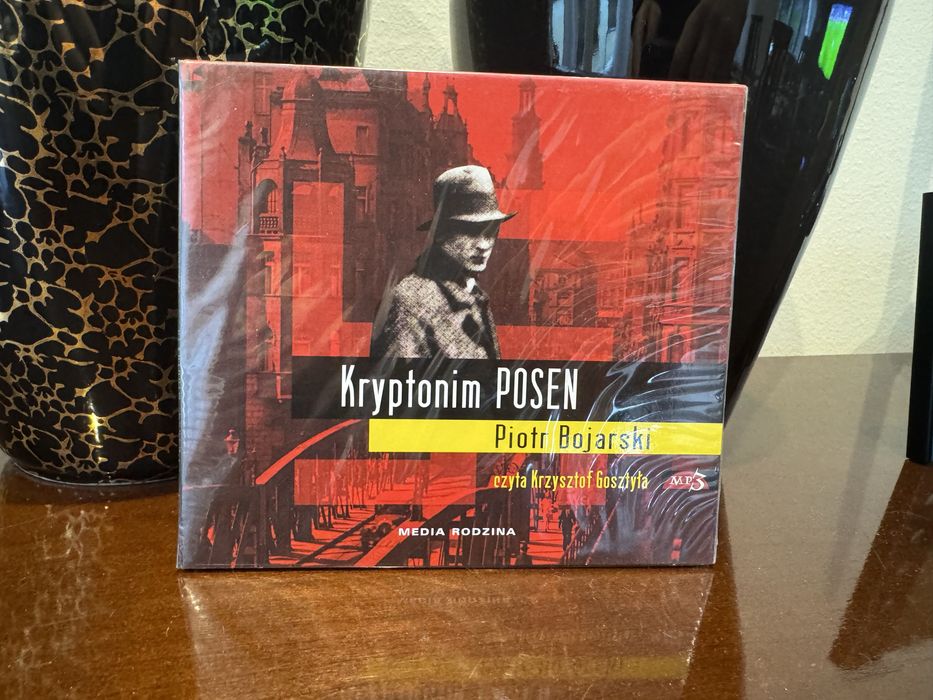 Kryptonim POSEN
Piotr Bojarski
czyta Krzysztof Gosztyła
MP3
MEDIA RODZINA